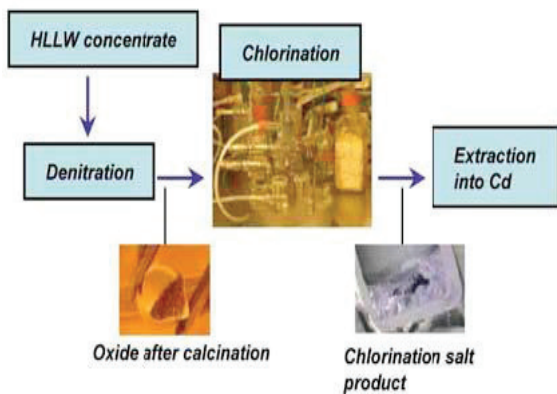 HLLW concentrate
Chlorination
Denitration
Extraction
into Cd
Oxide after calcination
Chlorination salt
product